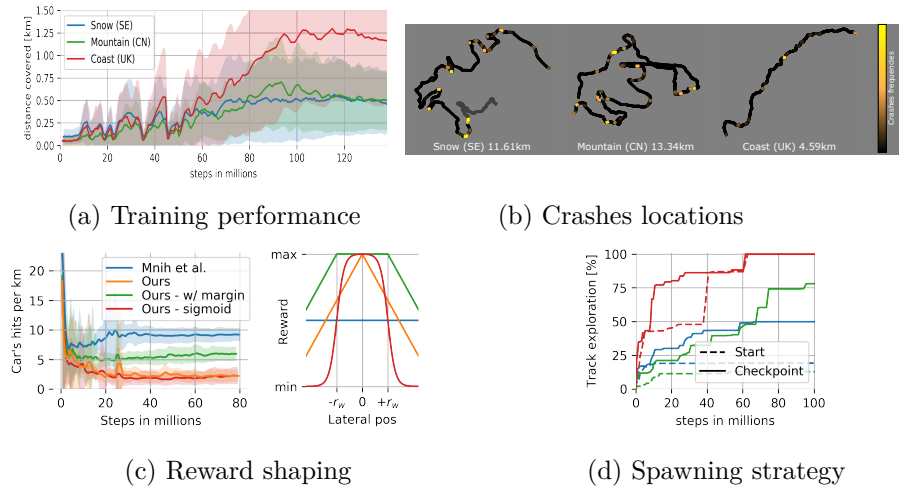 distance covered [km]
1.50
1.25
1.00
0.75
0.50
0.25
0.00
Snow (SE)
Mountain (CN)
Coast (UK)
0 20 40 60 80 100 120
steps in millions
(a) Training performance
Snow (SE) 11.61km
Mountain (CN) 13.34km
Coast (UK) 4.59km
Crashes frequencies
(b) Crashes locations
Car's hits per km
20
15
10
5
0
Mnih et al.
Ours
Ours - w/ margin
Ours - sigmoid
0 20 40 60 80
Steps in millions
Reward
max
min
-rw 0 +rw
Lateral pos
(c) Reward shaping
Track exploration [%]
100
75
50
25
0
Start
Checkpoint
0 20 40 60 80 100
steps in millions
(d) Spawning strategy